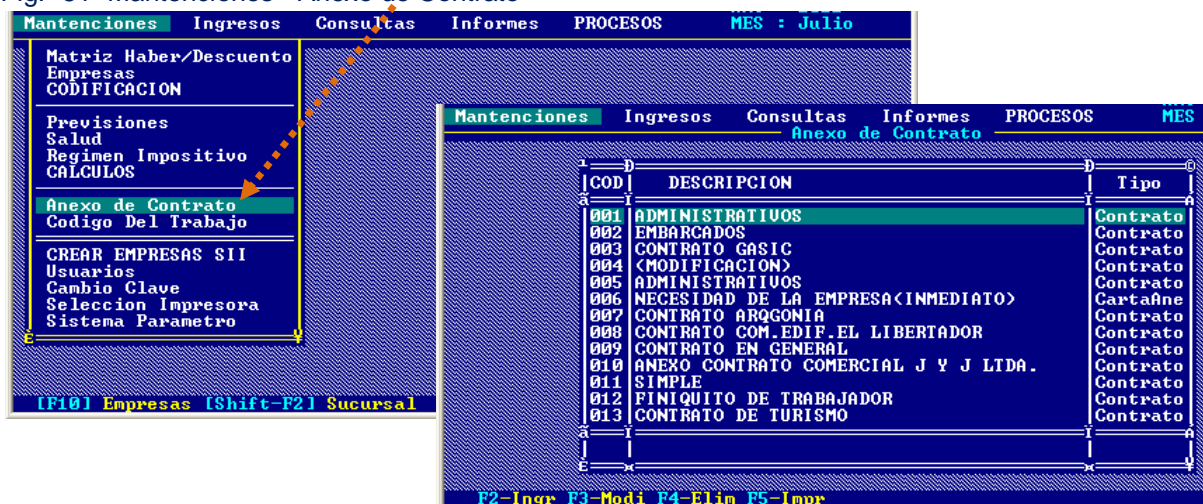 Mantenciones Ingresos Consultas Informes PROCESOS MES : Julio
Matriz Haber/Descuento
Empresas
CODIFICACION
Previsiones
Salud
Regimen Impositivo
CALCULOS
Anexo de Contrato
Codigo Del Trabajo
CREAR EMPRESAS SII
Usuarios
Cambio Clave
Seleccion Impresora
Sistema Parametro
[F10] Empresas [Shift-F2] Sucursal
Mantenciones Ingresos Consultas Informes PROCESOS MES
Anexo de Contrato
COD DESCRIPCION Tipo
001 ADMINISTRATIVOS Contrato
002 EMBARCADOS Contrato
003 CONTRATO GASIC Contrato
004 <MODIFICACION> Contrato
005 ADMINISTRATIVOS Contrato
006 NECESIDAD DE LA EMPRESA<INMEDIATO> CartaAne
007 CONTRATO ARQGONIA Contrato
008 CONTRATO COM.EDIF.EL LIBERTADOR Contrato
009 CONTRATO EN GENERAL Contrato
010 ANEXO CONTRATO COMERCIAL J Y J LTDA. Contrato
011 SIMPLE Contrato
012 FINIQUITO DE TRABAJADOR Contrato
013 CONTRATO DE TURISMO Contrato
F2-Ingr F3-Modi F4-Elim F5-Impr